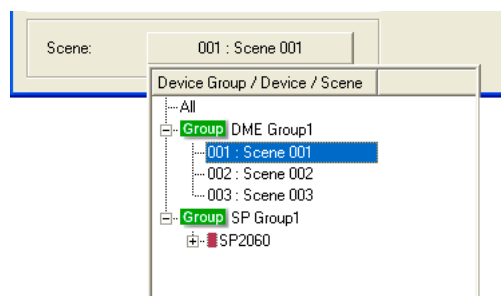 Scene: 001 : Scene 001
Device Group / Device / Scene
All
Group DME Group1
001 : Scene 001
002 : Scene 002
003 : Scene 003
Group SP Group1
SP2060